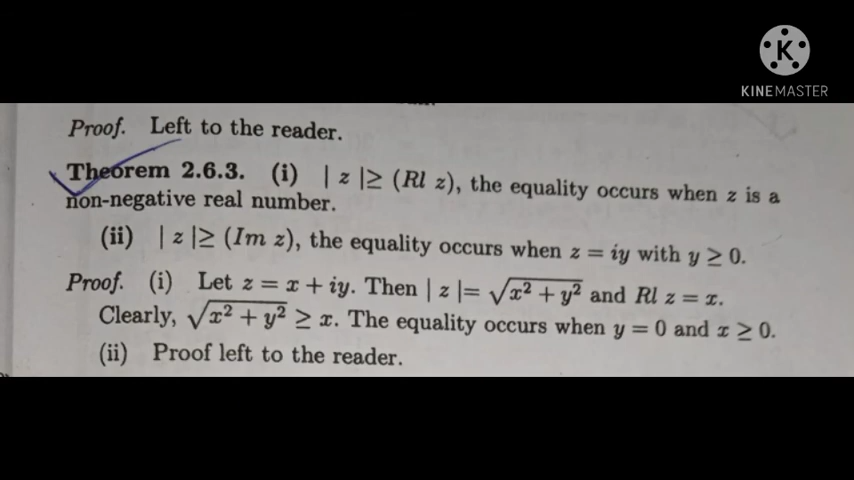 KINEMASTER
Proof. Left to the reader.
Theorem 2.6.3. (i) | z |≥ (Rl z), the equality occurs when z is a
non-negative real number.
(ii) | z |≥ (Im z), the equality occurs when z = iy with y ≥ 0.
Proof. (i) Let z = x + iy. Then | z |= √x² + y² and Rl z = x.
Clearly, √x² + y² ≥ x. The equality occurs when y = 0 and x ≥ 0.
(ii) Proof left to the reader.